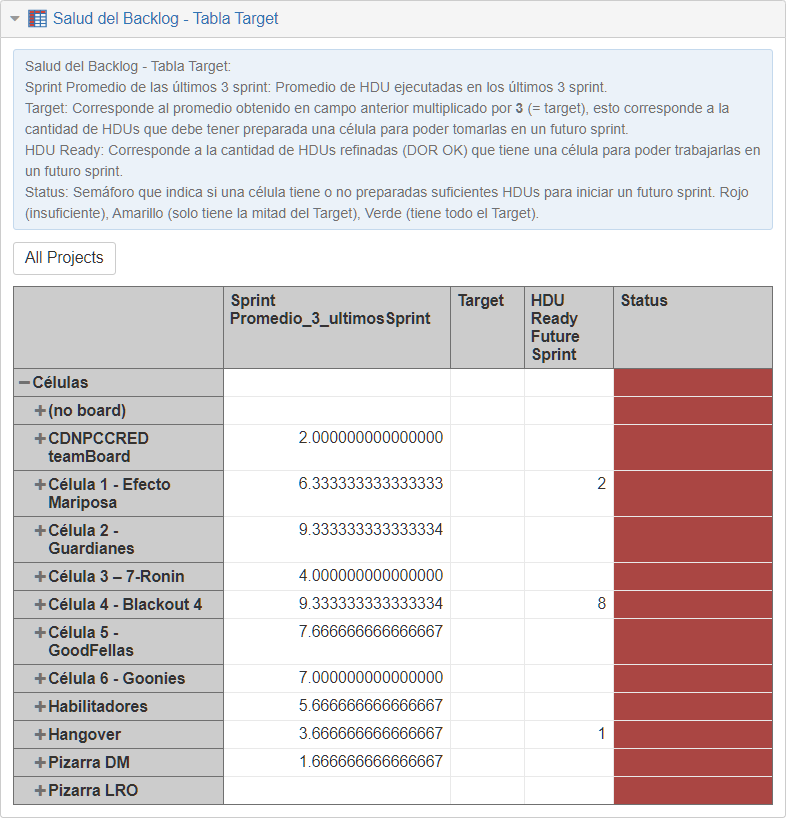 Salud del Backlog - Tabla Target
Salud del Backlog - Tabla Target:
Sprint Promedio de las últimos 3 sprint: Promedio de HDU ejecutadas en los últimos 3 sprint.
Target: Corresponde al promedio obtenido en campo anterior multiplicado por 3 (= target), esto corresponde a la
cantidad de HDUs que debe tener preparada una célula para poder tomarlas en un futuro sprint.
HDU Ready: Corresponde a la cantidad de HDUs refinadas (DOR OK) que tiene una célula para poder trabajarlas en
un futuro sprint.
Status: Semáforo que indica si una célula tiene o no preparadas suficientes HDUs para iniciar un futuro sprint. Rojo
(insuficiente), Amarillo (solo tiene la mitad del Target), Verde (tiene todo el Target).
All Projects
Sprint
Promedio_3_ultimosSprint
Target
HDU
Ready
Future
Sprint
Status
Células
(no board)
CDNPCCRED
teamBoard
2.000000000000000
Célula 1 - Efecto
Mariposa
6.333333333333333
2
Célula 2 -
Guardianes
9.333333333333334
Célula 3 – 7-Ronin
4.000000000000000
Célula 4 - Blackout 4
9.333333333333334
8
Célula 5 -
GoodFellas
7.666666666666667
Célula 6 - Goonies
7.000000000000000
Habilitadores
5.666666666666667
Hangover
3.666666666666667
1
Pizarra DM
1.666666666666667
Pizarra LRO